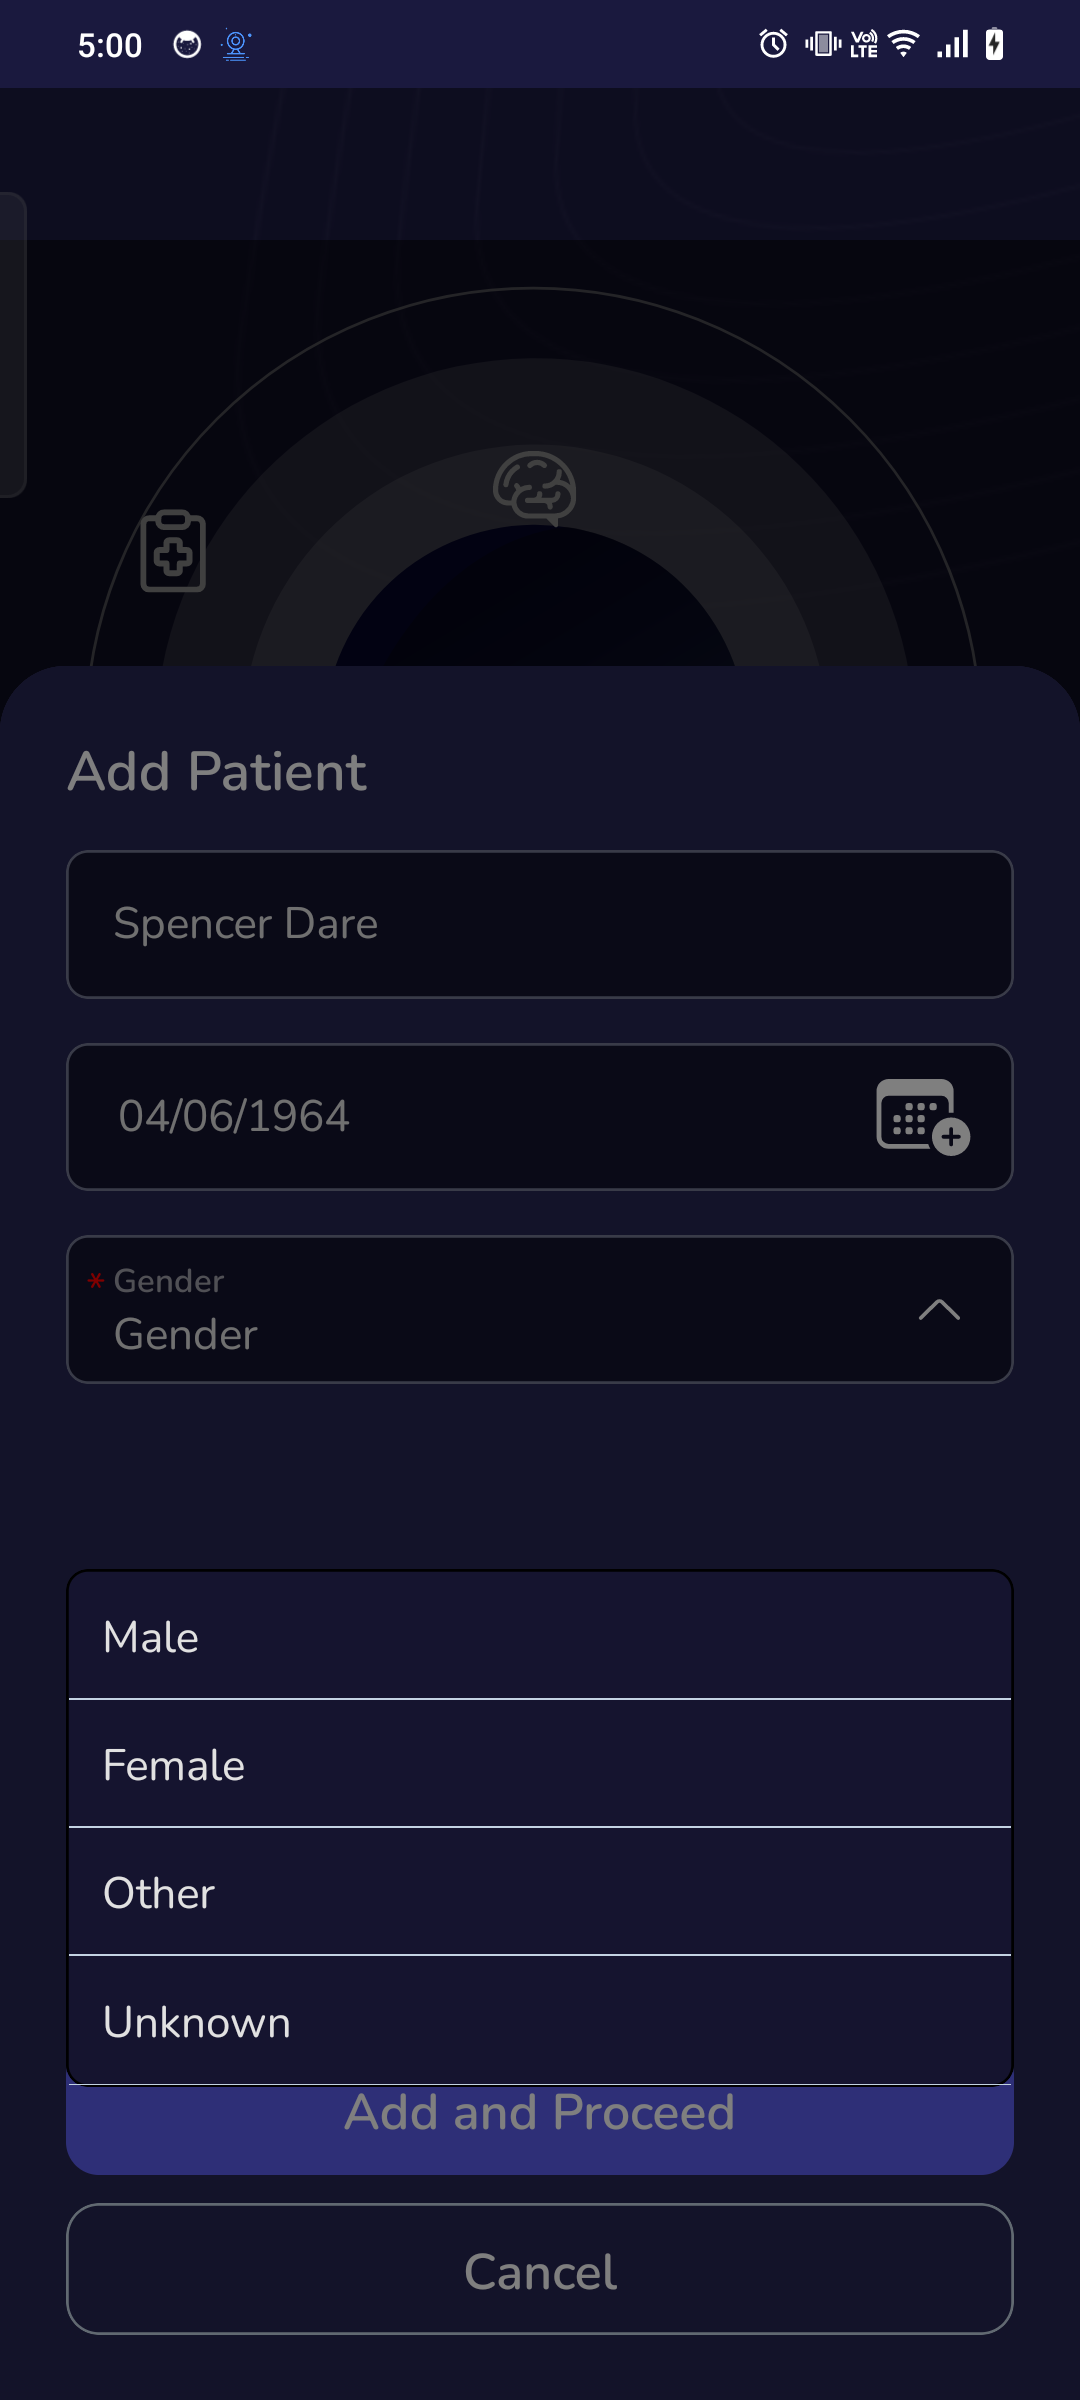 5:00
Vo) LTE
Add Patient
Spencer Dare
04/06/1964
* Gender
Gender
Male
Female
Other
Unknown
Add and Proceed
Cancel